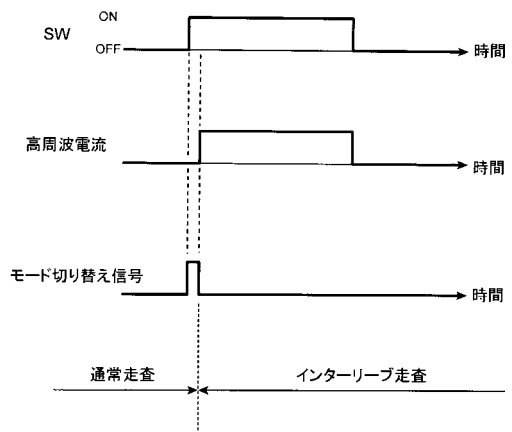 ON
SW
OFF
時間
高周波電流
時間
モード切り替え信号
時間
通常走査
インターリーブ走査